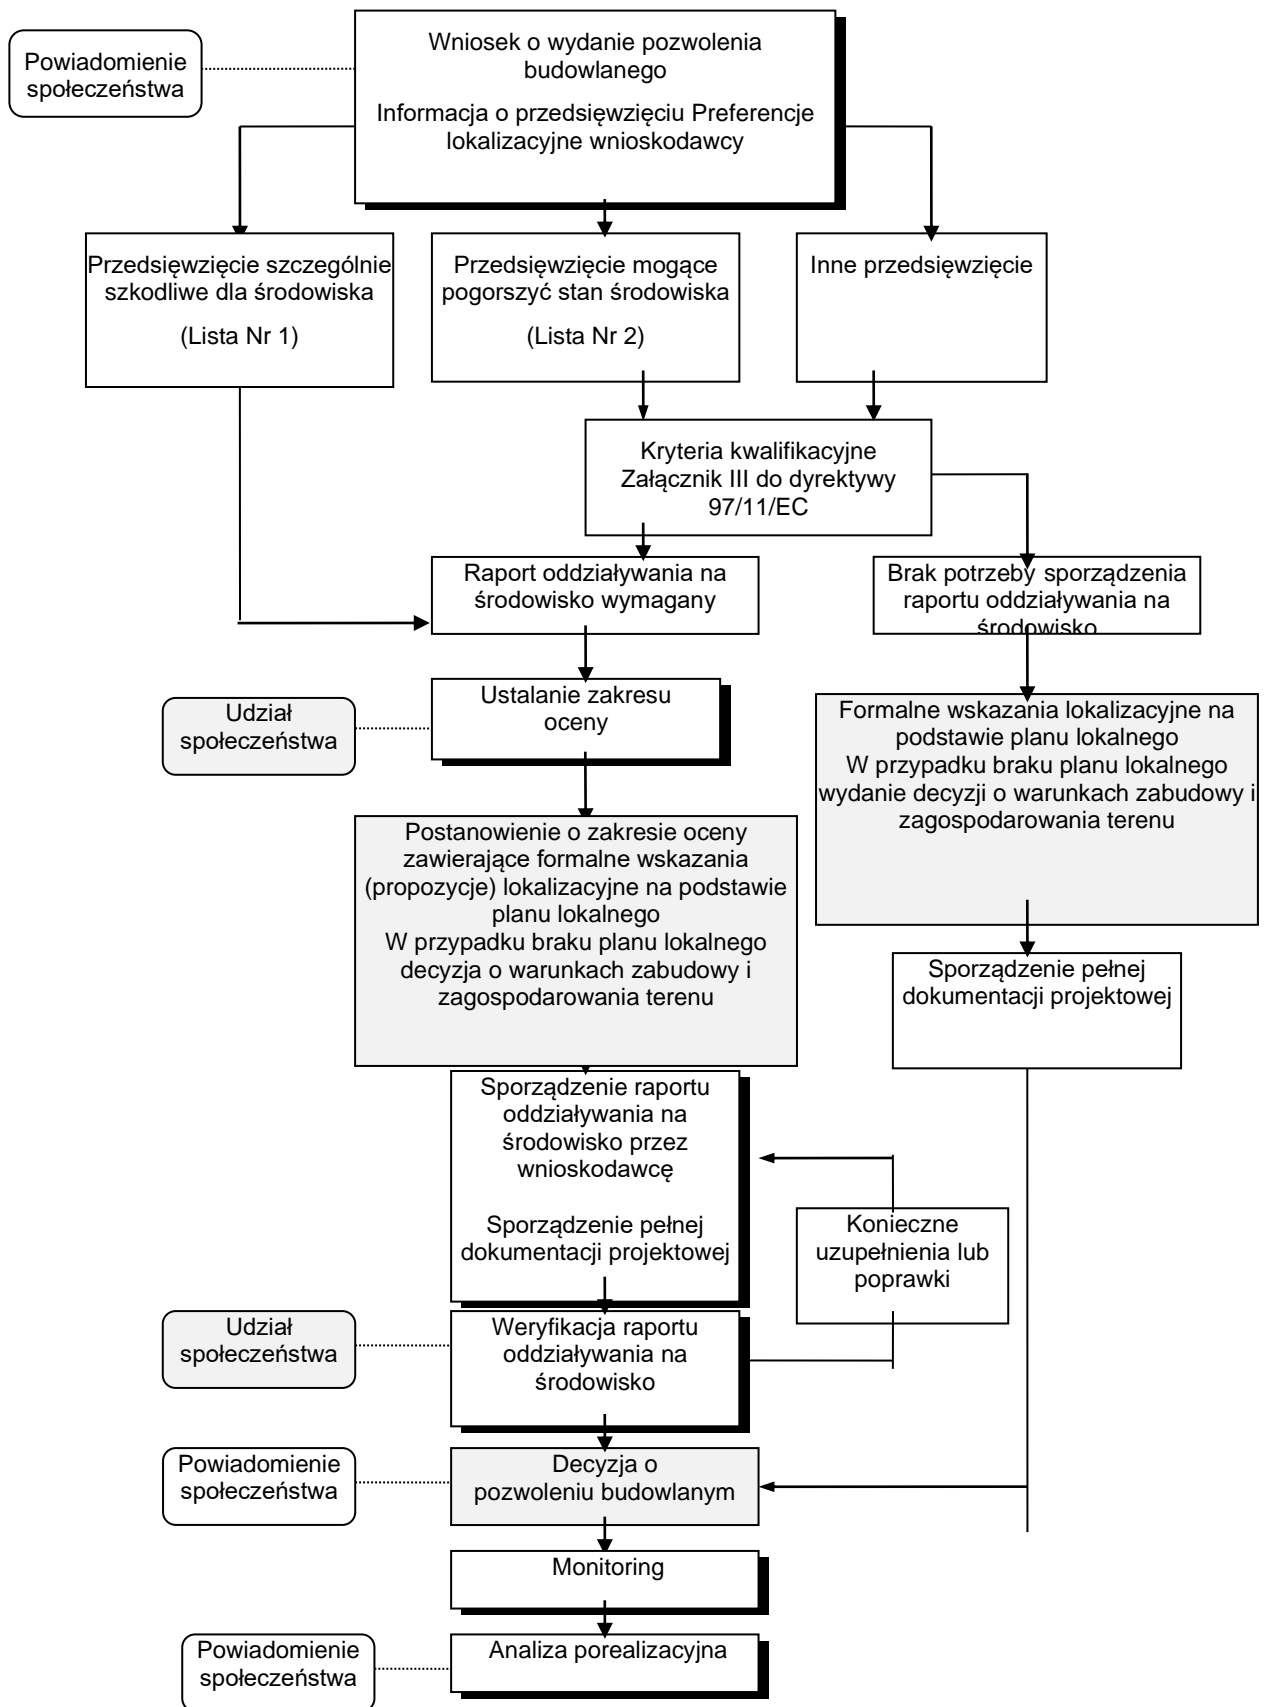 Powiadomienie
społeczeństwa
Wniosek o wydanie pozwolenia
budowlanego
Informacja o przedsięwzięciu Preferencje
lokalizacyjne wnioskodawcy
Przedsięwzięcie szczególnie
szkodliwe dla środowiska
(Lista Nr 1)
Przedsięwzięcie mogące
pogorszyć stan środowiska
(Lista Nr 2)
Inne przedsięwzięcie
Kryteria kwalifikacyjne
Załącznik III do dyrektywy
97/11/EC
Raport oddziaływania na
środowisko wymagany
Brak potrzeby sporządzenia
raportu oddziaływania na
środowisko
Udział
społeczeństwa
Ustalanie zakresu
oceny
Formalne wskazania lokalizacyjne na
podstawie planu lokalnego
W przypadku braku planu lokalnego
wydanie decyzji o warunkach zabudowy i
zagospodarowania terenu
Postanowienie o zakresie oceny
zawierające formalne wskazania
(propozycje) lokalizacyjne na podstawie
planu lokalnego
W przypadku braku planu lokalnego
decyzja o warunkach zabudowy i
zagospodarowania terenu
Sporządzenie pełnej
dokumentacji projektowej
Sporządzenie raportu
oddziaływania na
środowisko przez
wnioskodawcę
Sporządzenie pełnej
dokumentacji projektowej
Konieczne
uzupełnienia lub
poprawki
Udział
społeczeństwa
Weryfikacja raportu
oddziaływania na
środowisko
Powiadomienie
społeczeństwa
Decyzja o
pozwoleniu budowlanym
Monitoring
Powiadomienie
społeczeństwa
Analiza porealizacyjna